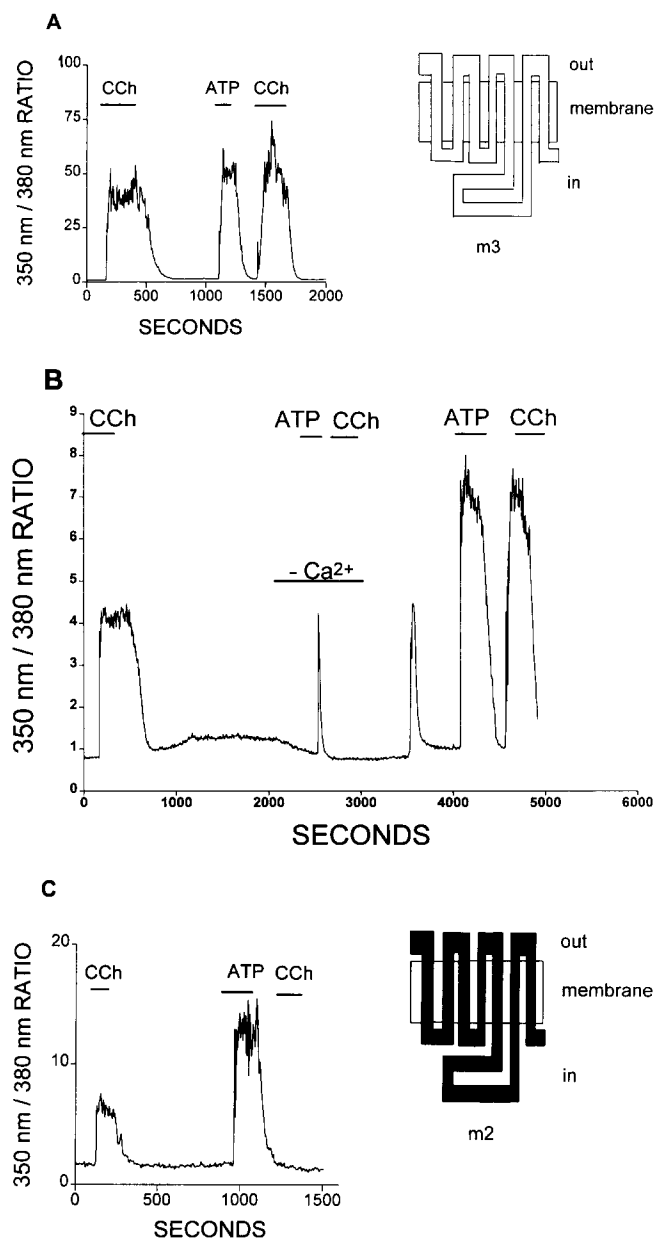 A
350 nm / 380 nm RATIO
100
75
50
25
0
CCh
ATP
CCh
0 500 1000 1500 2000
SECONDS
out
membrane
in
m3
B
350 nm / 380 nm RATIO
9
8
7
6
5
4
3
2
1
0
CCh
ATP
CCh
ATP
CCh
- Ca2+
0 1000 2000 3000 4000 5000 6000
SECONDS
C
350 nm / 380 nm RATIO
20
10
0
CCh
ATP
CCh
0 500 1000 1500
SECONDS
out
membrane
in
m2